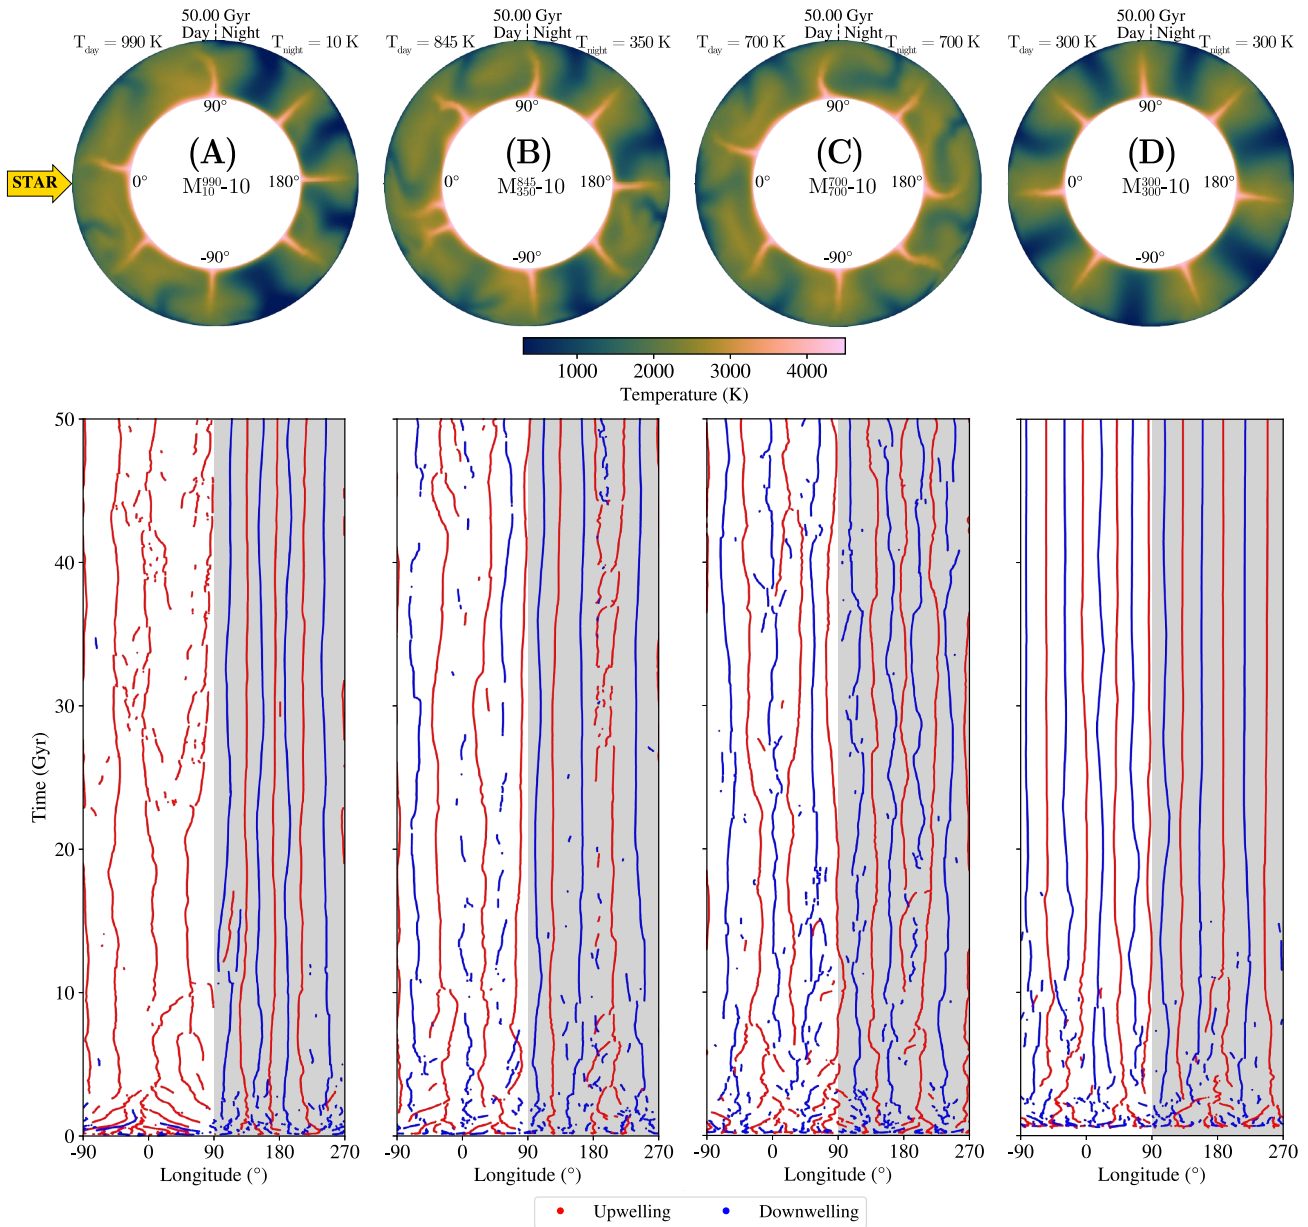 50.00 Gyr
Day Night
T_day = 990 K T_night = 10 K
90°
(A)
0° M^990_10-10 180°
-90°
50.00 Gyr
Day Night
T_day = 845 K T_night = 350 K
90°
(B)
0° M^845_350-10 180°
-90°
50.00 Gyr
Day Night
T_day = 700 K T_night = 700 K
90°
(C)
0° M^700_700-10 180°
-90°
50.00 Gyr
Day Night
T_day = 300 K T_night = 300 K
90°
(D)
0° M^300_300-10 180°
-90°
STAR
1000 2000 3000 4000
Temperature (K)
50
40
30
20
10
0
Time (Gyr)
-90 0 90 180 270
Longitude (°)
-90 0 90 180 270
Longitude (°)
-90 0 90 180 270
Longitude (°)
-90 0 90 180 270
Longitude (°)
Upwelling Downwelling